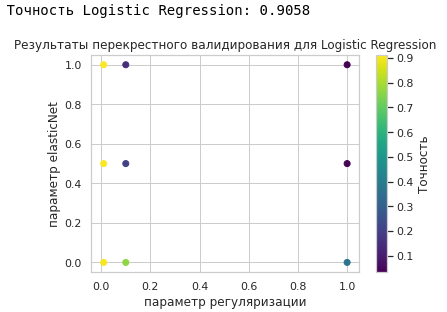 Точность Logistic Regression: 0.9058
Результаты перекрестного валидирования для Logistic Regression
1.0
0.8
0.6
0.4
0.2
0.0
параметр elasticNet
0.0 0.2 0.4 0.6 0.8 1.0
параметр регуляризации
0.9
0.8
0.7
0.6
0.5
0.4
0.3
0.2
0.1
Точность